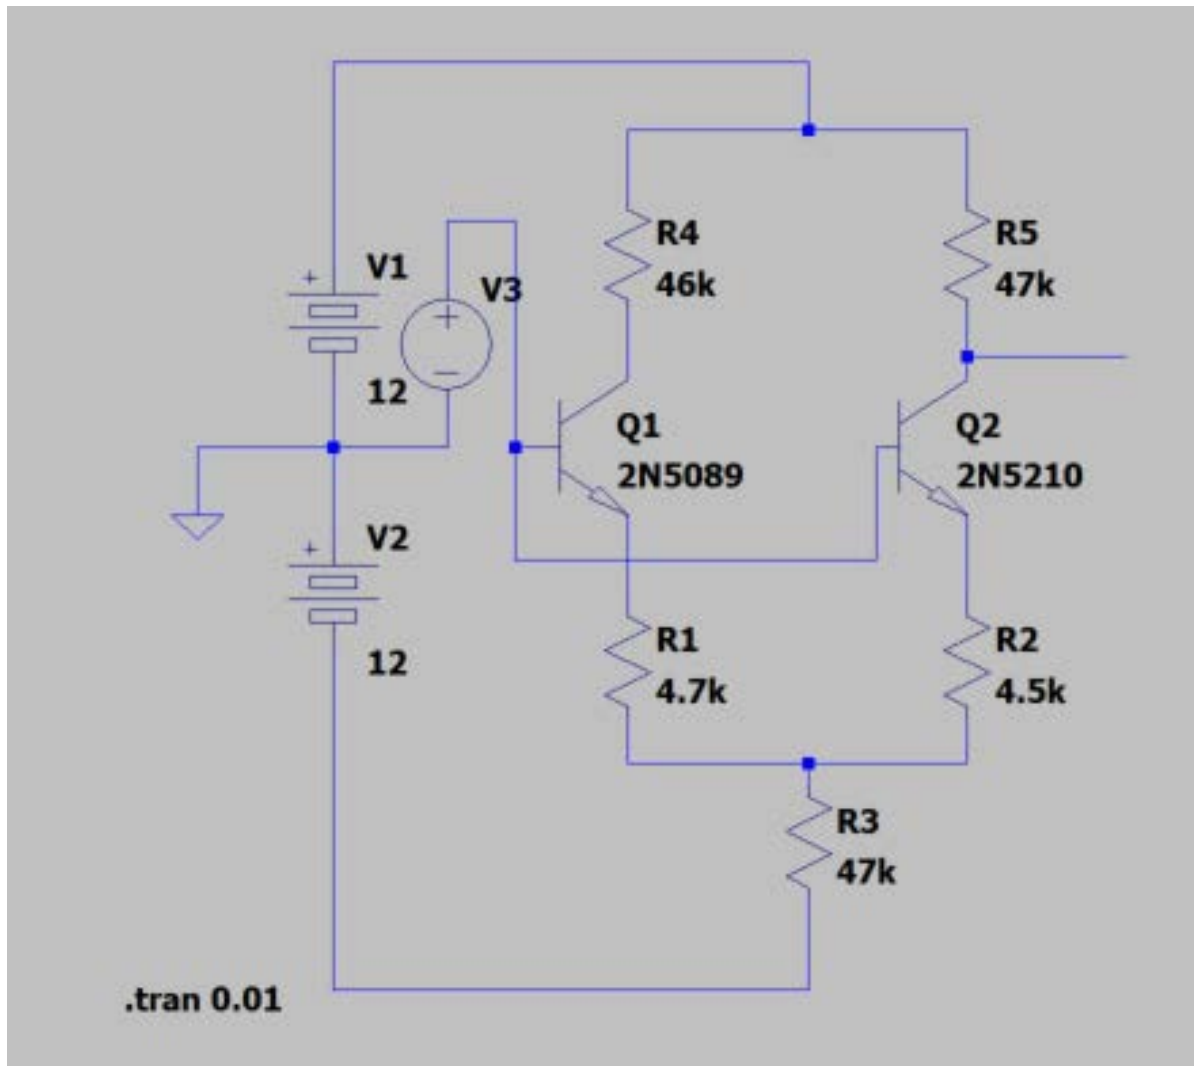 R4
46k
R5
47k
V1
12
V3
+
+
−
Q1
2N5089
Q2
2N5210
V2
+
12
R1
4.7k
R2
4.5k
R3
47k
.tran 0.01